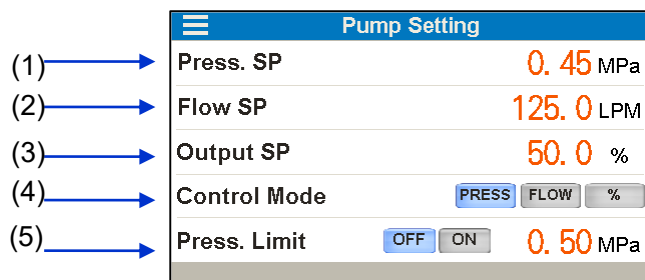 Pump Setting
(1) Press. SP 0. 45 MPa
(2) Flow SP 125. 0 LPM
(3) Output SP 50. 0 %
(4) Control Mode PRESS FLOW %
(5) Press. Limit OFF ON 0. 50 MPa